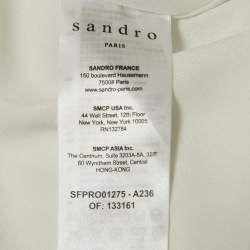 sandro
PARIS
SANDRO FRANCE
150 boulevard Haussmann
75008 Paris
www.sandro-paris.com
SMCP USA Inc.
44 Wall Street, 12th Floor
New York, New York 10005
RN132784
SMCP ASIA Inc.
The Centrum, Suite 3203A-5A, 32/F
60 Wyndham Street, Central
HONG-KONG
SFPRO01275 - A236
OF: 133161